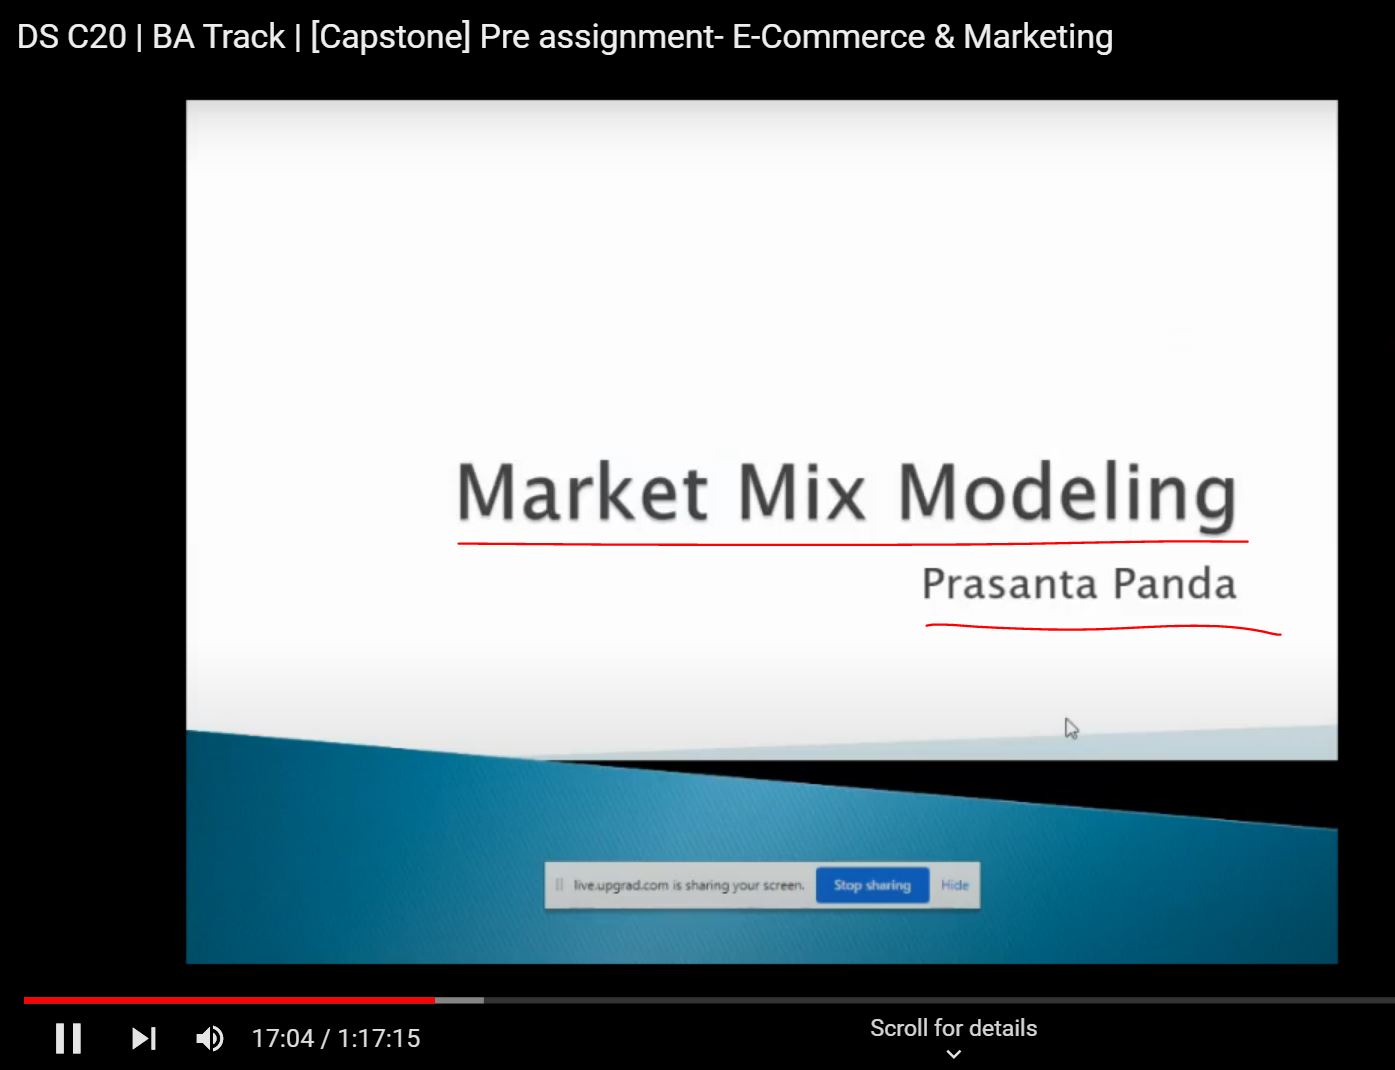 DS C20 | BA Track | [Capstone] Pre assignment- E-Commerce & Marketing
Market Mix Modeling
Prasanta Panda
live.upgrad.com is sharing your screen. Stop sharing Hide
17:04 / 1:17:15
Scroll for details